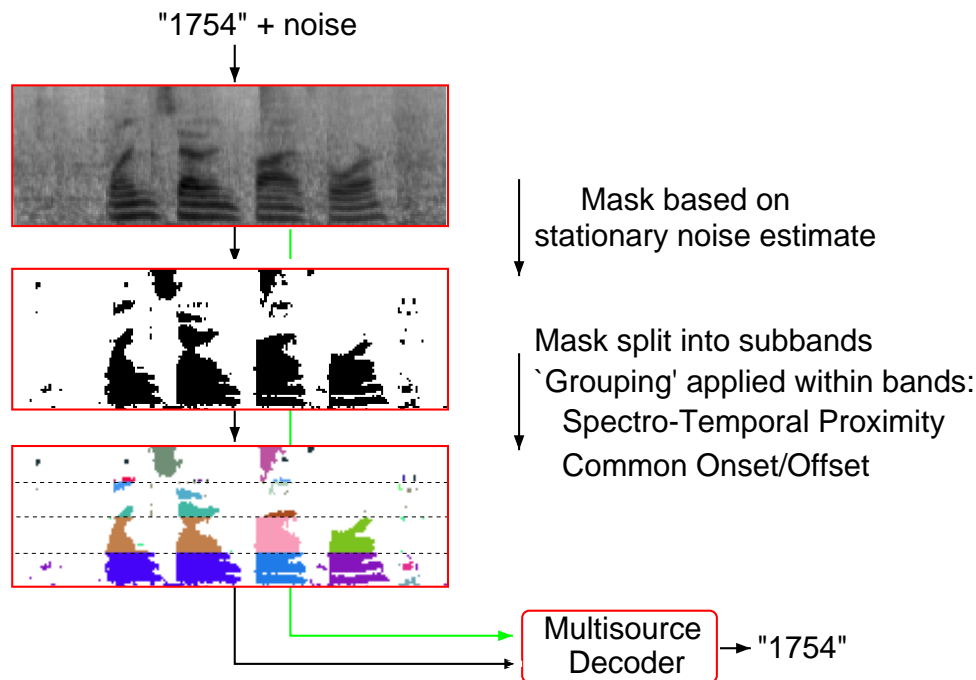 "1754" + noise
Mask based on
stationary noise estimate
Mask split into subbands
`Grouping' applied within bands:
Spectro-Temporal Proximity
Common Onset/Offset
Multisource
Decoder
"1754"